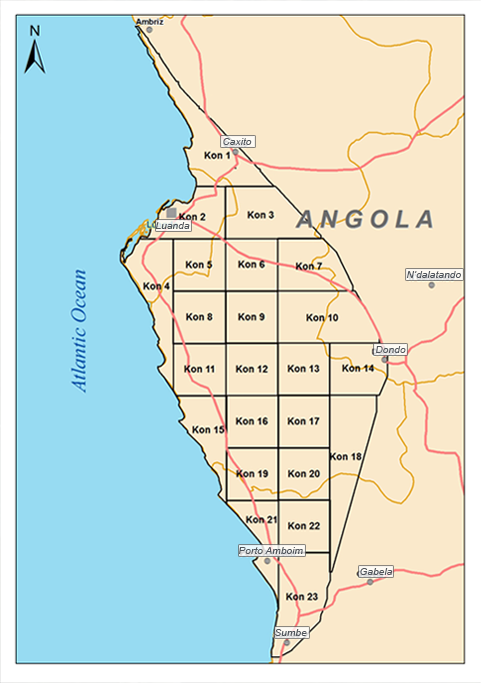 Ambriz
N
Caxito
Kon 1
Kon 2
Kon 3
ANGOLA
Luanda
Kon 5
Kon 6
Kon 7
N'dalatando
Kon 4
Atlantic Ocean
Kon 8
Kon 9
Kon 10
Dondo
Kon 11
Kon 12
Kon 13
Kon 14
Kon 15
Kon 16
Kon 17
Kon 18
Kon 19
Kon 20
Kon 21
Kon 22
Porto Amboim
Gabela
Kon 23
Sumbe